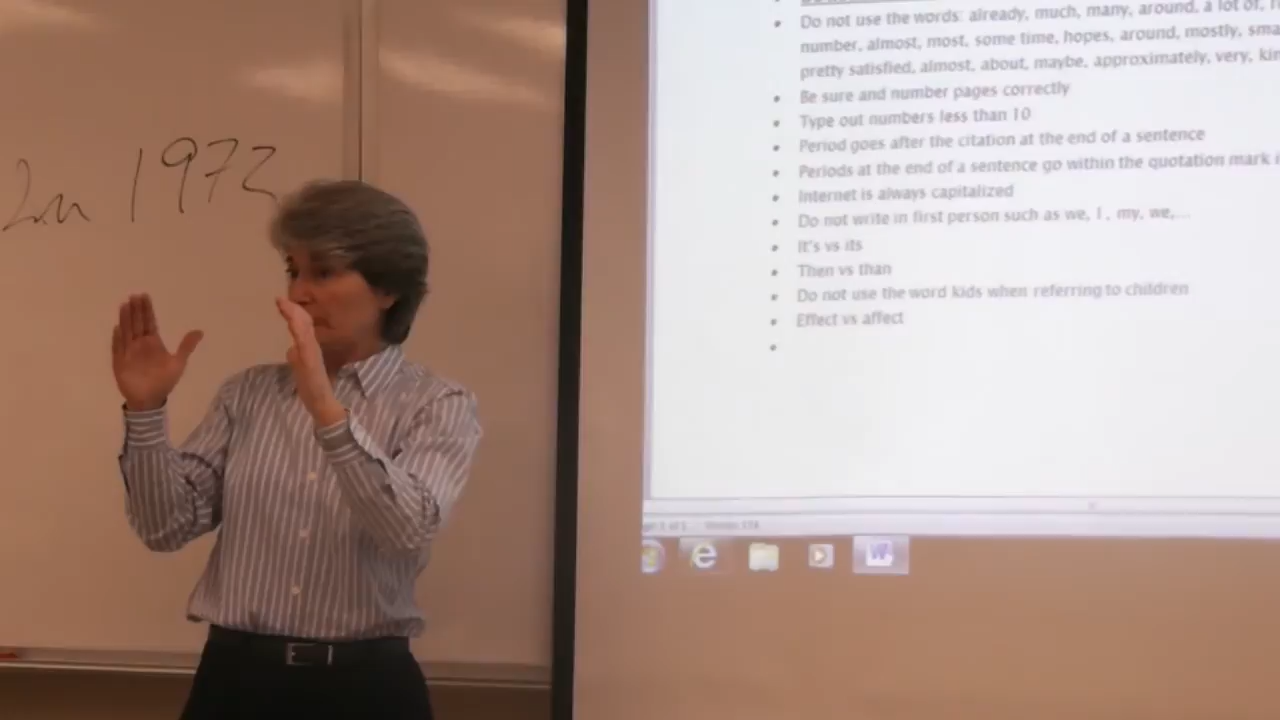 1972
Do not use the words: already, much, many, around, a lot of,
number, almost, most, some time, hopes, around, mostly,
pretty satisfied, almost, about, maybe, approximately, very,
Be sure and number pages correctly
Type out numbers less than 10
Period goes after the citation at the end of a sentence
Periods at the end of a sentence go within the quotation mark
Internet is always capitalized
Do not write in first person such as we, I , my, we,...
It's vs its
Then vs than
Do not use the word kids when referring to children
Effect vs affect
W